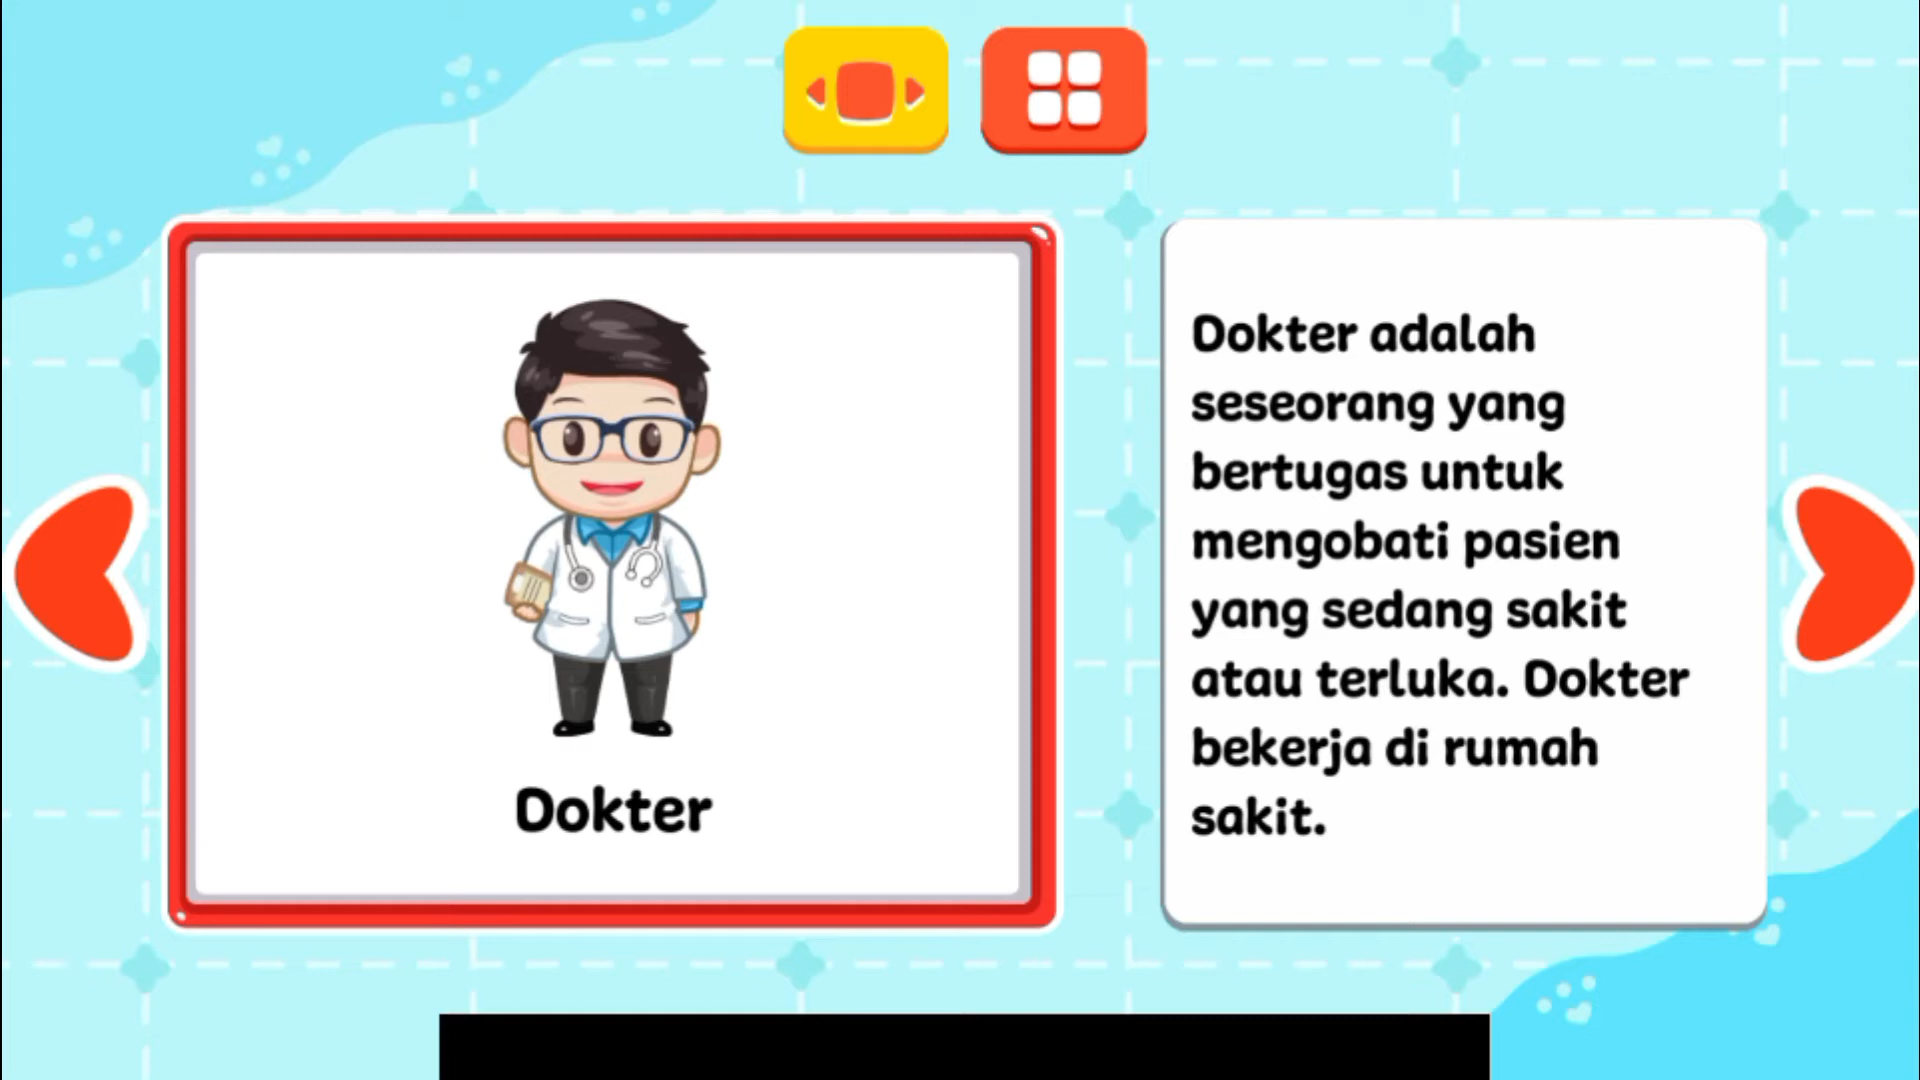 Dokter
Dokter adalah
seseorang yang
bertugas untuk
mengobati pasien
yang sedang sakit
atau terluka. Dokter
bekerja di rumah
sakit.